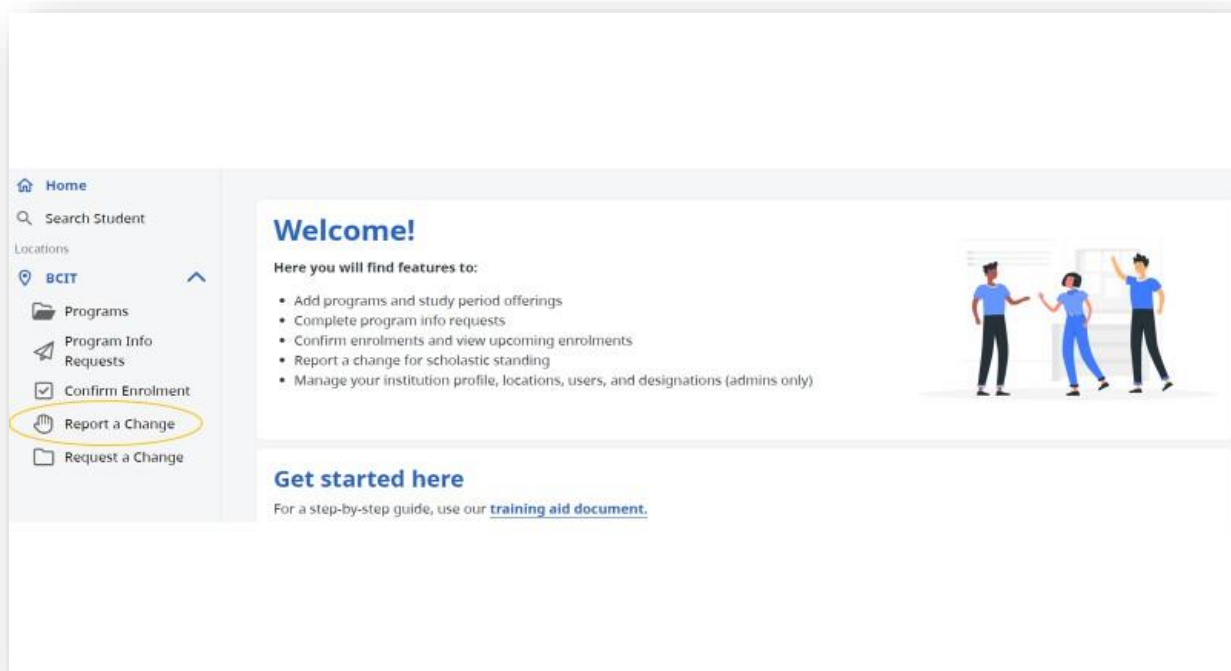 Home
Search Student
Locations
BCIT
Programs
Program Info
Requests
Confirm Enrolment
Report a Change
Request a Change
Welcome!
Here you will find features to:
• Add programs and study period offerings
• Complete program info requests
• Confirm enrolments and view upcoming enrolments
• Report a change for scholastic standing
• Manage your institution profile, locations, users, and designations (admins only)
Get started here
For a step-by-step guide, use our training aid document.